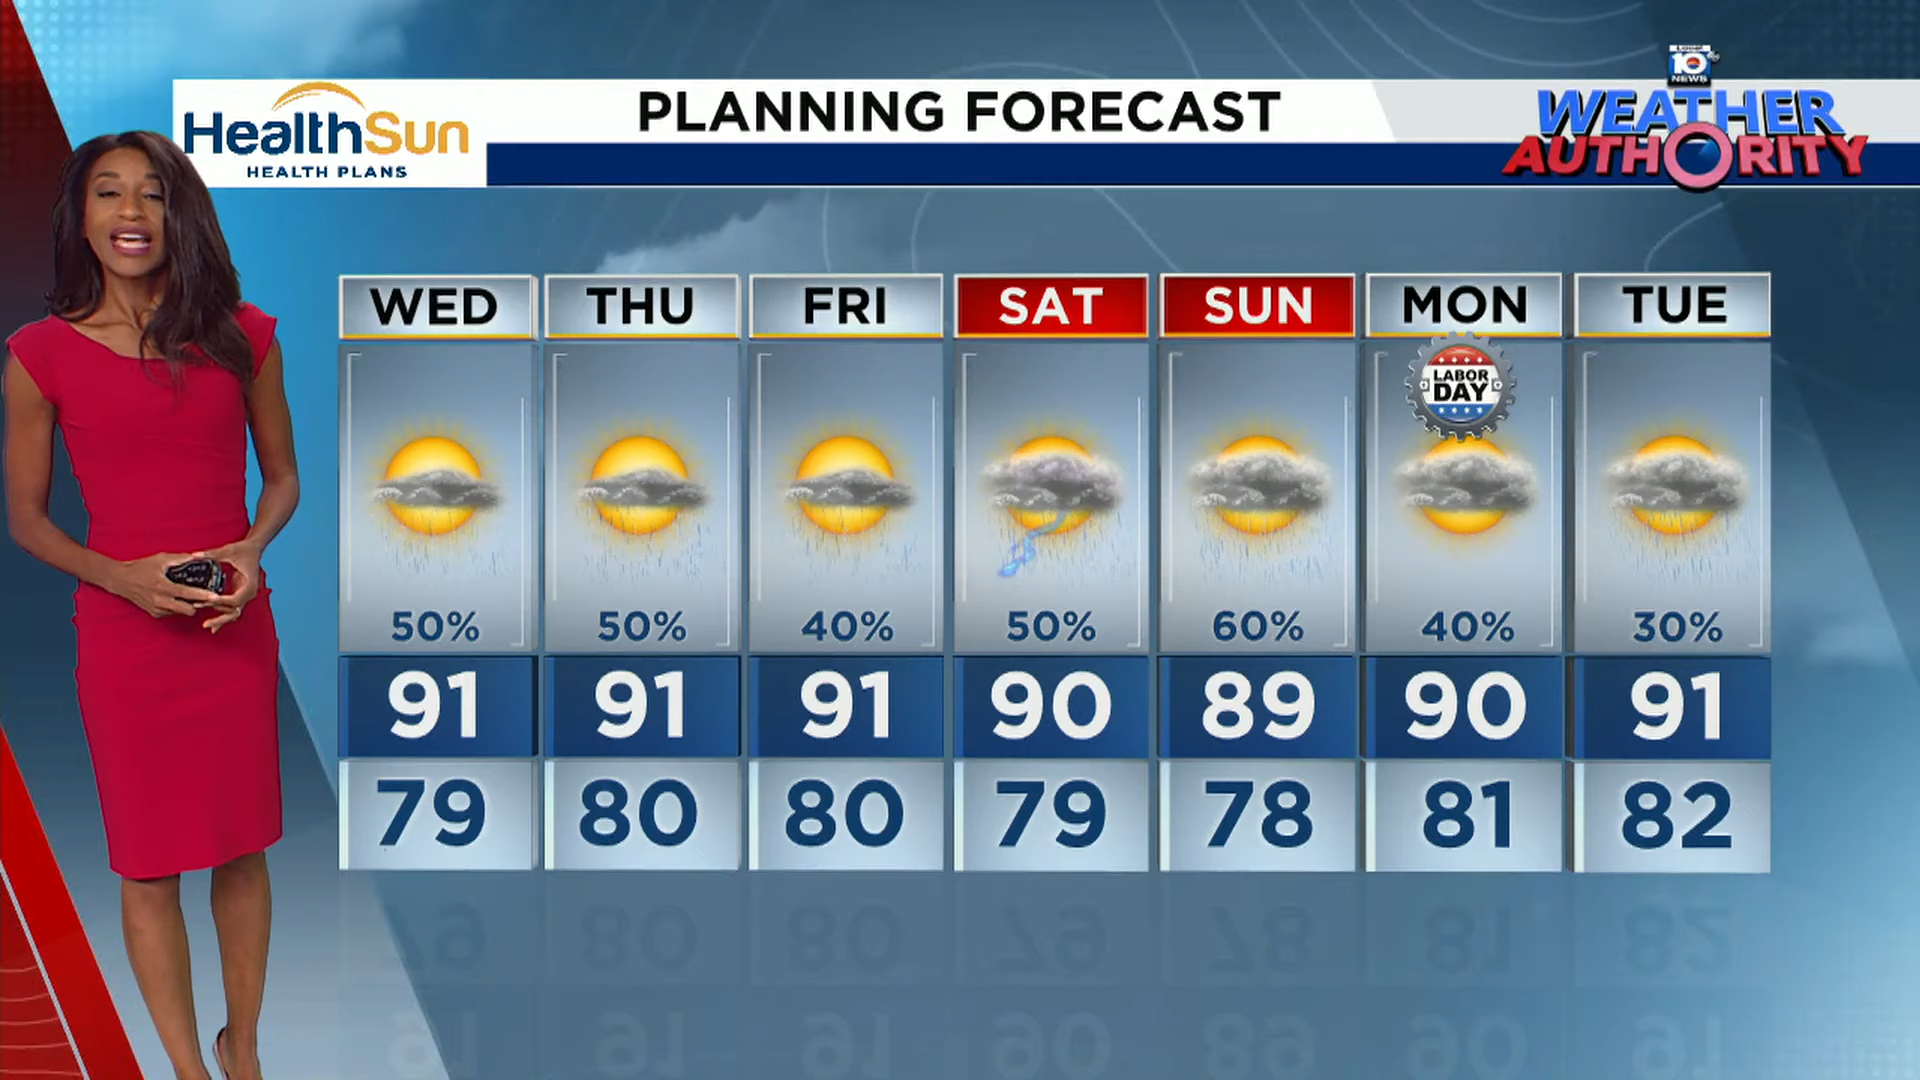 LOCAL
10
NEWS
HealthSun
HEALTH PLANS
PLANNING FORECAST
WEATHER
AUTHORITY
WED THU FRI SAT SUN MON TUE
LABOR
DAY
50% 50% 40% 50% 60% 40% 30%
91 91 91 90 89 90 91
79 80 80 79 78 81 82